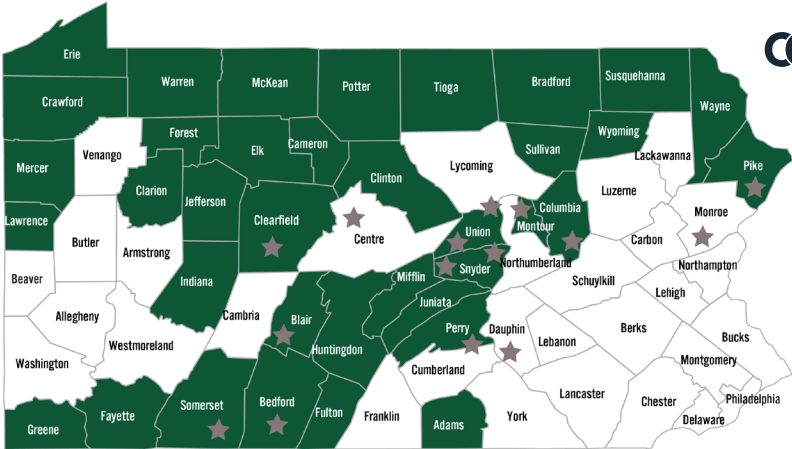 Erie
Warren
McKean
Potter
Tioga
Bradford
Susquehanna
Crawford
Wayne
Forest
Elk
Cameron
Wyoming
Sullivan
Lackawanna
Venango
Mercer
Clarion
Jefferson
Clinton
Lycoming
Luzerne
Pike
Lawrence
Clearfield
Centre
Union
Montour
Columbia
Monroe
Butler
Armstrong
Carbon
Beaver
Indiana
Mifflin
Snyder
Northumberland
Schuylkill
Northampton
Lehigh
Allegheny
Cambria
Blair
Juniata
Westmoreland
Huntingdon
Perry
Dauphin
Lebanon
Berks
Bucks
Washington
Cumberland
Montgomery
Somerset
Bedford
Fulton
Franklin
Lancaster
Chester
Philadelphia
Greene
Fayette
Adams
York
Delaware